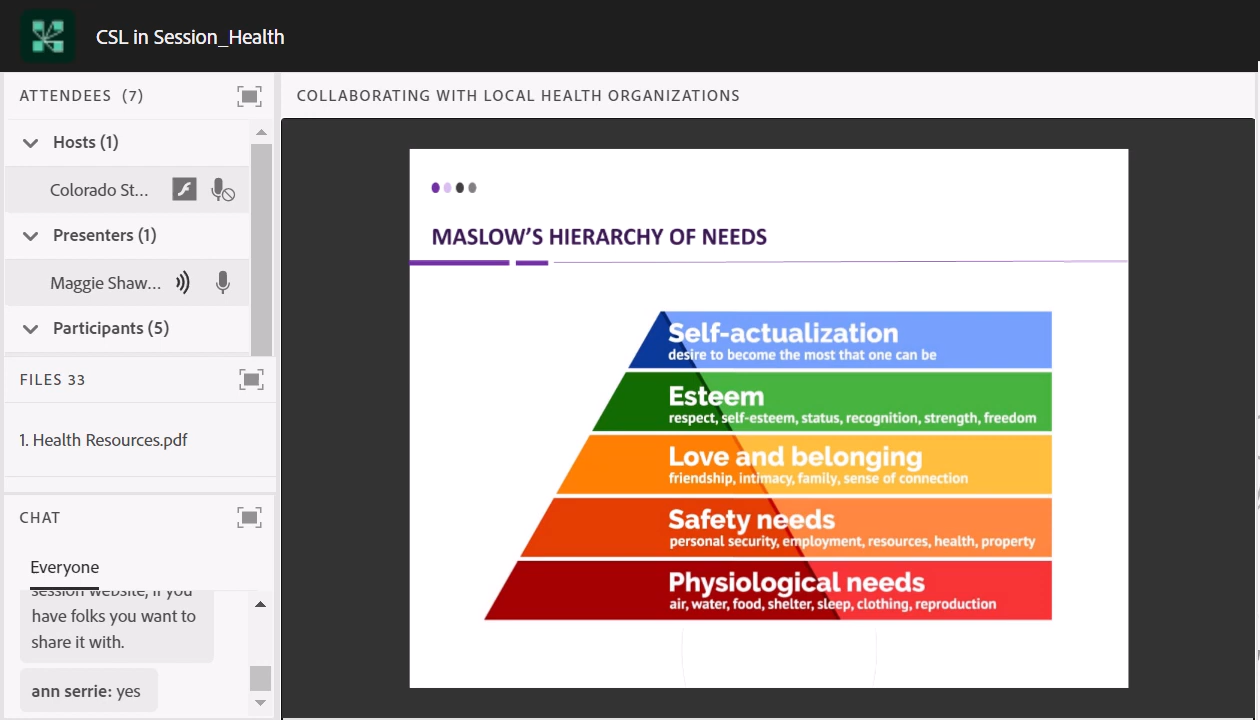 CSL in Session_Health
ATTENDEES (7)
Hosts (1)
Colorado St...
Presenters (1)
Maggie Shaw...
Participants (5)
FILES 33
1. Health Resources.pdf
CHAT
Everyone
session website, if you
have folks you want to
share it with.
ann serrie: yes
COLLABORATING WITH LOCAL HEALTH ORGANIZATIONS
MASLOW'S HIERARCHY OF NEEDS
Self-actualization
desire to become the most that one can be
Esteem
respect, self-esteem, status, recognition, strength, freedom
Love and belonging
friendship, intimacy, family, sense of connection
Safety needs
personal security, employment, resources, health, property
Physiological needs
air, water, food, shelter, sleep, clothing, reproduction